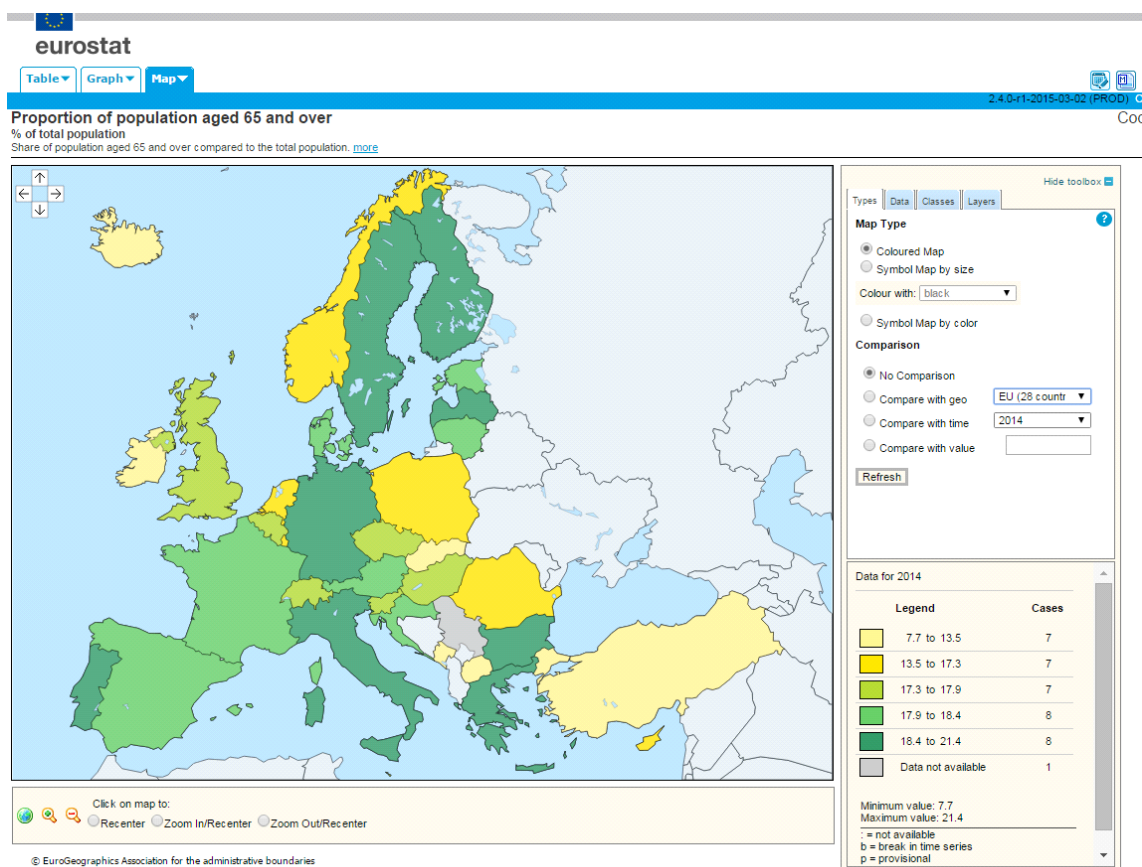 eurostat
Table Graph Map
2.4.0-r1-2015-03-02 (PROD)
Proportion of population aged 65 and over
% of total population
Share of population aged 65 and over compared to the total population. more
Hide toolbox
Types Data Classes Layers
Map Type
?
Coloured Map
Symbol Map by size
Colour with: black
Symbol Map by color
Comparison
No Comparison
Compare with geo EU (28 countr
Compare with time 2014
Compare with value
Refresh
Data for 2014
Legend Cases
7.7 to 13.5 7
13.5 to 17.3 7
17.3 to 17.9 7
17.9 to 18.4 8
18.4 to 21.4 8
Data not available 1
Minimum value: 7.7
Maximum value: 21.4
: = not available
b = break in time series
p = provisional
Click on map to:
Recenter Zoom In/Recenter Zoom Out/Recenter
© EuroGeographics Association for the administrative boundaries